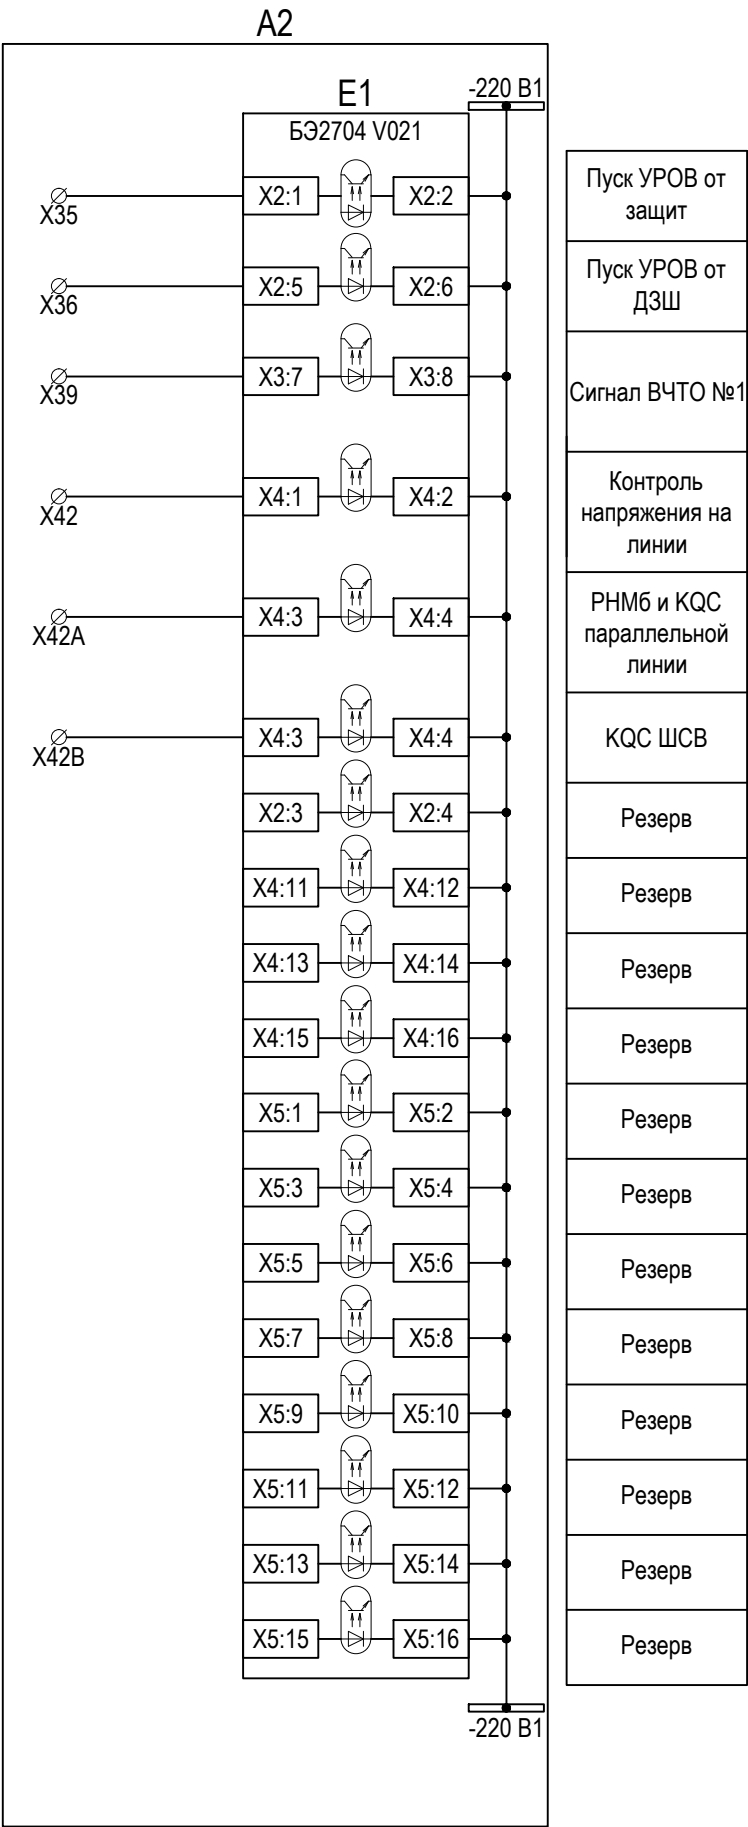 A2
E1
-220 В1
БЭ2704 V021
X35
X2:1
X2:2
Пуск УРОВ от
защит
X36
X2:5
X2:6
Пуск УРОВ от
ДЗШ
X39
X3:7
X3:8
Сигнал ВЧТО №1
X42
X4:1
X4:2
Контроль
напряжения на
линии
X42A
X4:3
X4:4
РНМб и KQC
параллельной
линии
X42B
X4:3
X4:4
KQC ШСВ
X2:3
X2:4
Резерв
X4:11
X4:12
Резерв
X4:13
X4:14
Резерв
X4:15
X4:16
Резерв
X5:1
X5:2
Резерв
X5:3
X5:4
Резерв
X5:5
X5:6
Резерв
X5:7
X5:8
Резерв
X5:9
X5:10
Резерв
X5:11
X5:12
Резерв
X5:13
X5:14
Резерв
X5:15
X5:16
Резерв
-220 В1